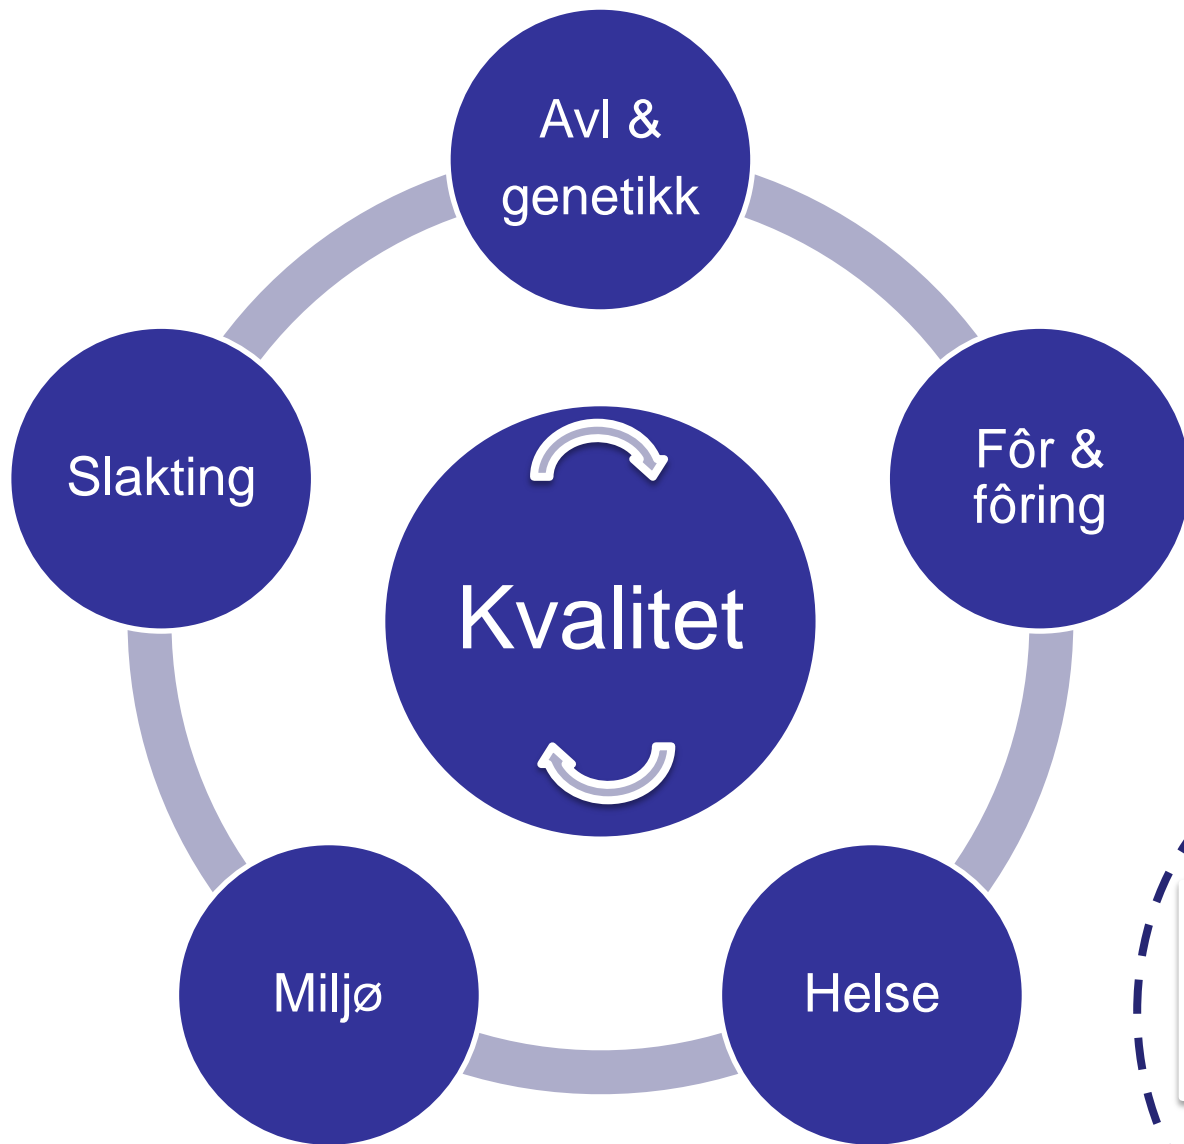 Avl &
genetikk
Fôr &
fôring
Slakting
Kvalitet
Miljø
Helse